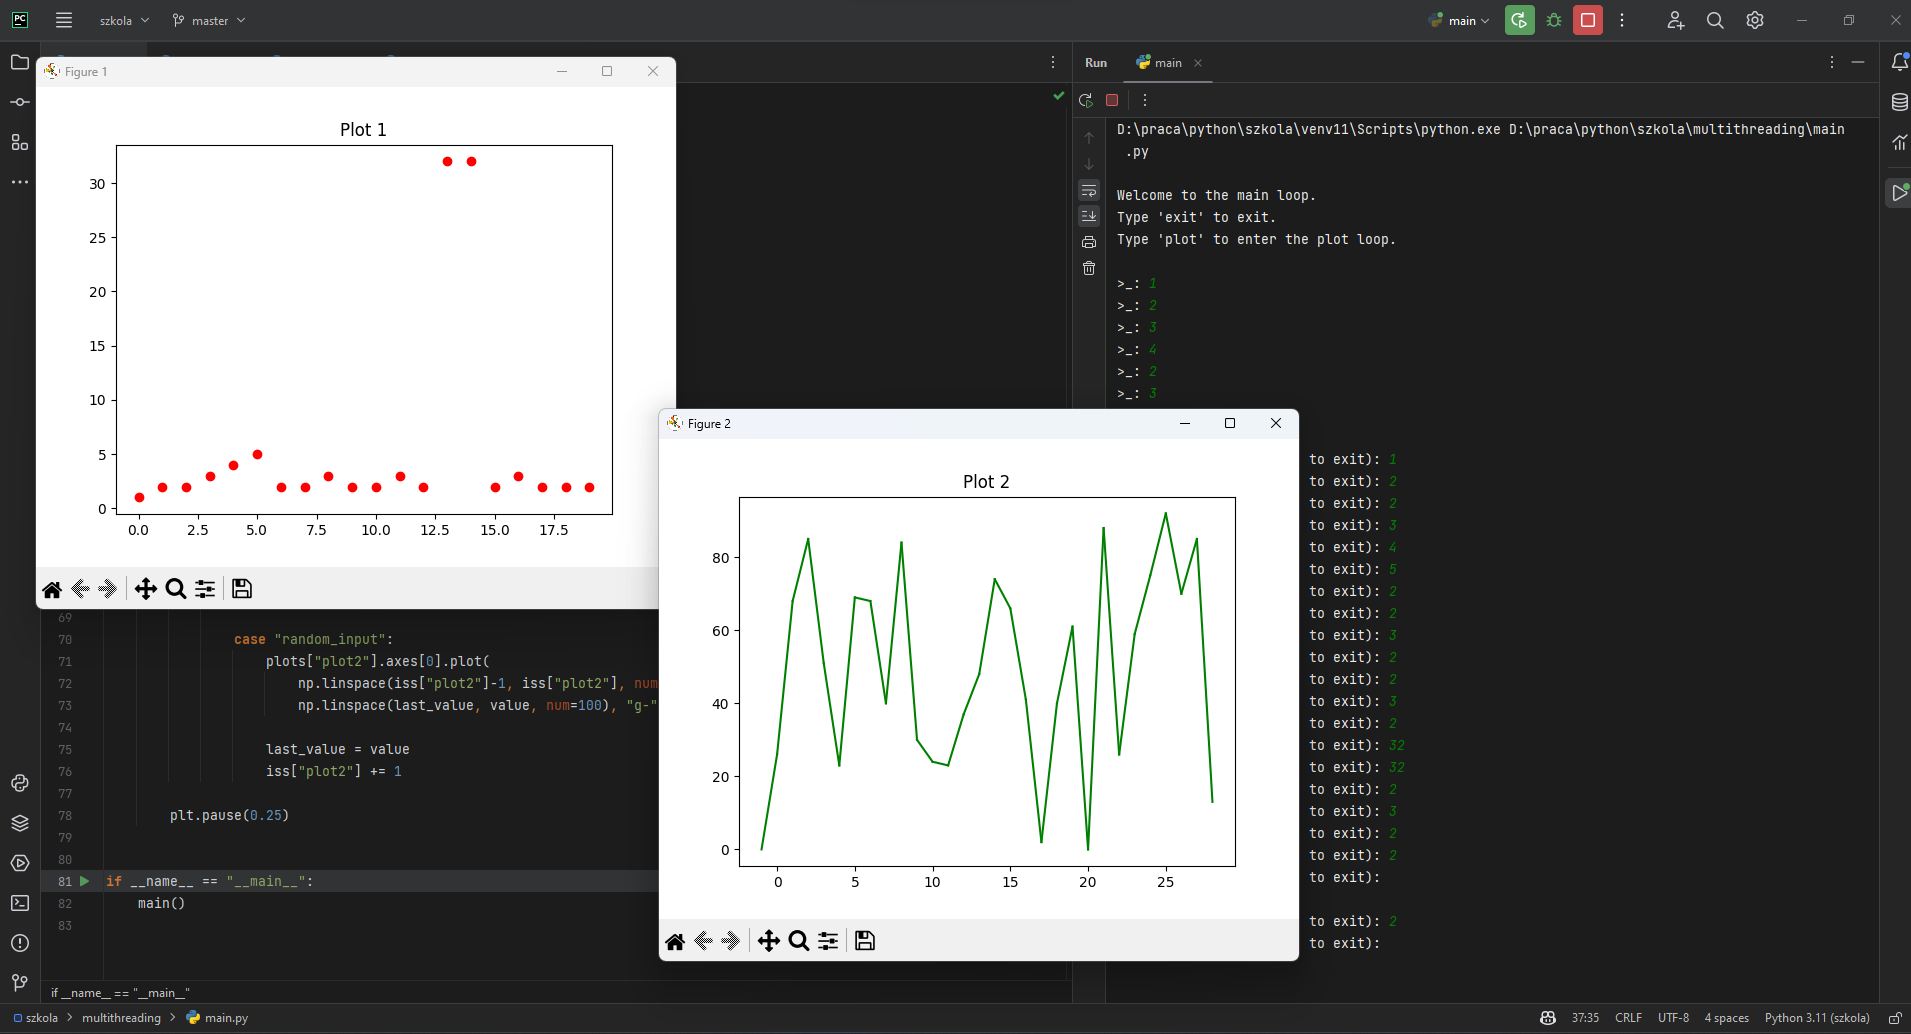 PC szkola master main
Figure 1
Plot 1
30
25
20
15
10
5
0
0.0 2.5 5.0 7.5 10.0 12.5 15.0 17.5
69
70 case "random_input":
71 plots["plot2"].axes[0].plot(
72 np.linspace(iss["plot2"]-1, iss["plot2"], num
73 np.linspace(last_value, value, num=100), "g-"
74
75 last_value = value
76 iss["plot2"] += 1
77
78 plt.pause(0.25)
79
80
81 if __name__ == "__main__":
82 main()
83
if __name__ == "__main__"
Figure 2
Plot 2
80
60
40
20
0
0 5 10 15 20 25
Run main
D:\praca\python\szkola\venv11\Scripts\python.exe D:\praca\python\szkola\multithreading\main
.py
Welcome to the main loop.
Type 'exit' to exit.
Type 'plot' to enter the plot loop.
>_: 1
>_: 2
>_: 3
>_: 4
>_: 2
>_: 3
to exit): 1
to exit): 2
to exit): 2
to exit): 3
to exit): 4
to exit): 5
to exit): 2
to exit): 2
to exit): 3
to exit): 2
to exit): 2
to exit): 3
to exit): 2
to exit): 32
to exit): 32
to exit): 2
to exit): 3
to exit): 2
to exit): 2
to exit):
to exit): 2
to exit):
szkola > multithreading > main.py 37:35 CRLF UTF-8 4 spaces Python 3.11 (szkola)